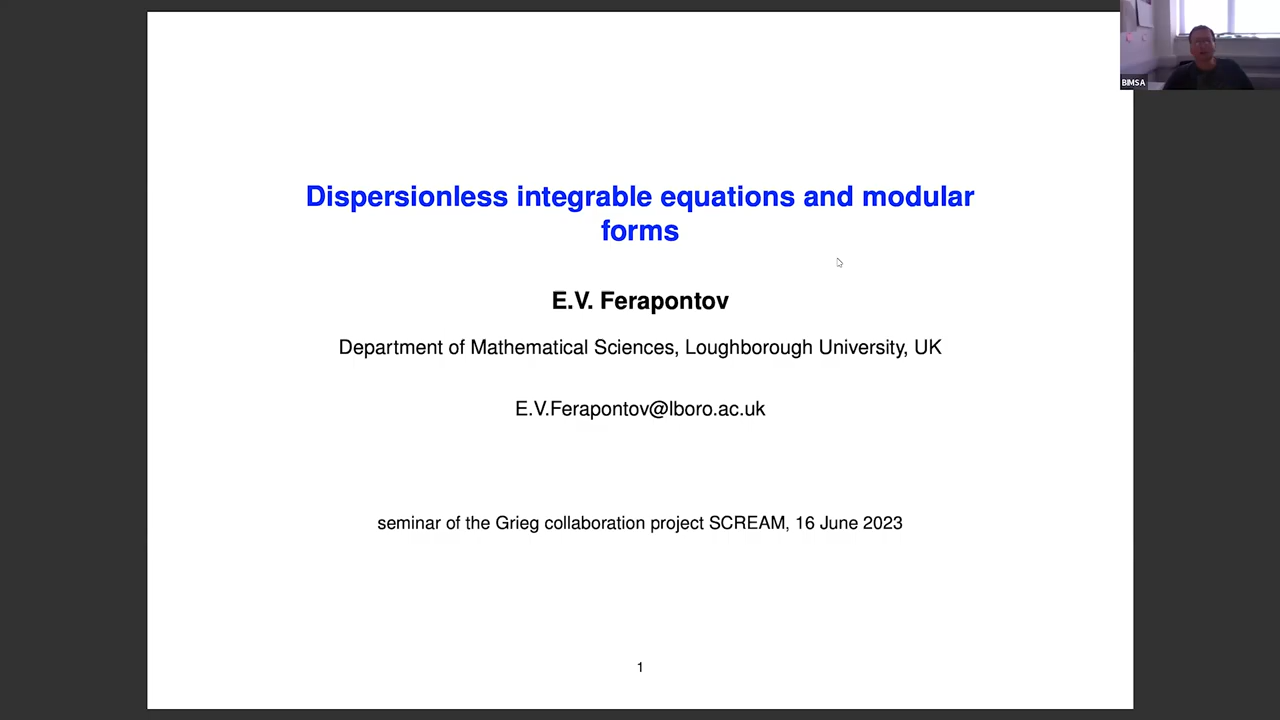 BIMSA
Dispersionless integrable equations and modular
forms
E.V. Ferapontov
Department of Mathematical Sciences, Loughborough University, UK
E.V.Ferapontov@lboro.ac.uk
seminar of the Grieg collaboration project SCREAM, 16 June 2023
1